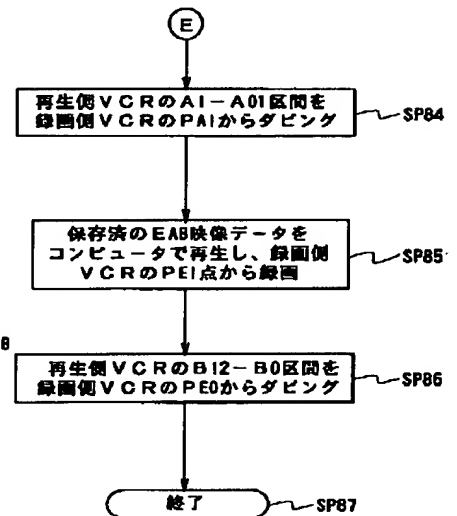 E
再生側VCRのAI-AO1区間を
録画側VCRのPAIからダビング
SP84
保存済のEAB映像データを
コンピュータで再生し、録画側
VCRのPEI点から録画
SP85
8
再生側VCRのBI2-BO区間を
録画側VCRのPEOからダビング
SP86
終了
SP87